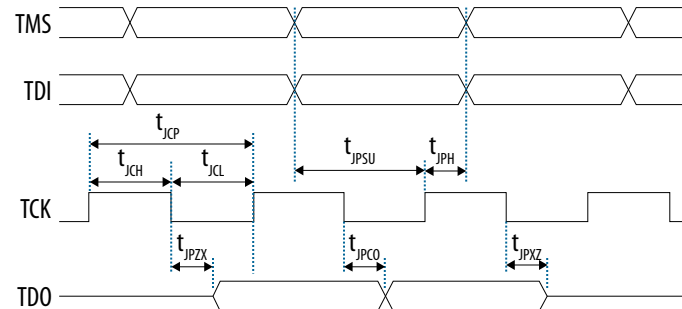 TMS
TDI
tJCP
tJCH tJCL tJPSU tJPH
TCK
tJPZX tJPCO tJPXZ
TDO